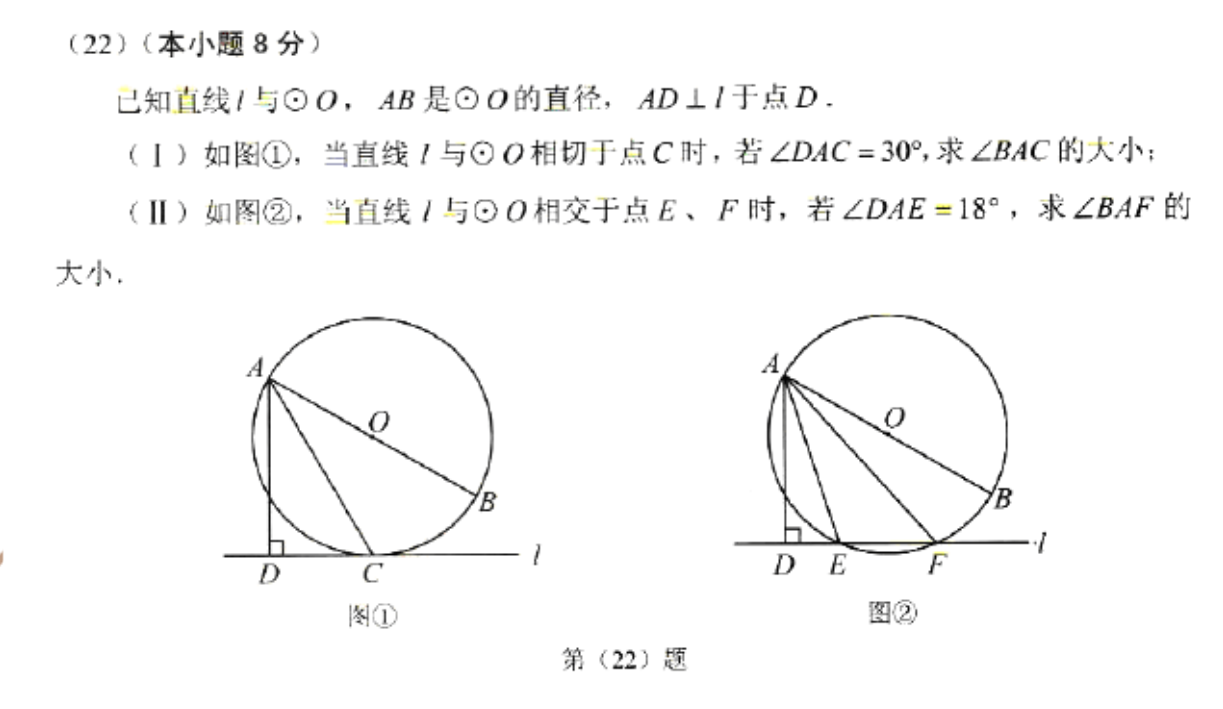 （22）（本小题 8 分）
已知直线 l 与⊙O，AB 是⊙O 的直径，AD⊥l 于点 D．
（Ⅰ）如图①，当直线 l 与⊙O 相切于点 C 时，若∠DAC = 30°，求∠BAC 的大小；
（Ⅱ）如图②，当直线 l 与⊙O 相交于点 E、F 时，若∠DAE = 18°，求∠BAF 的
大小．
A
O
B
D
C
l
图①
A
O
B
D
E
F
l
图②
第（22）题